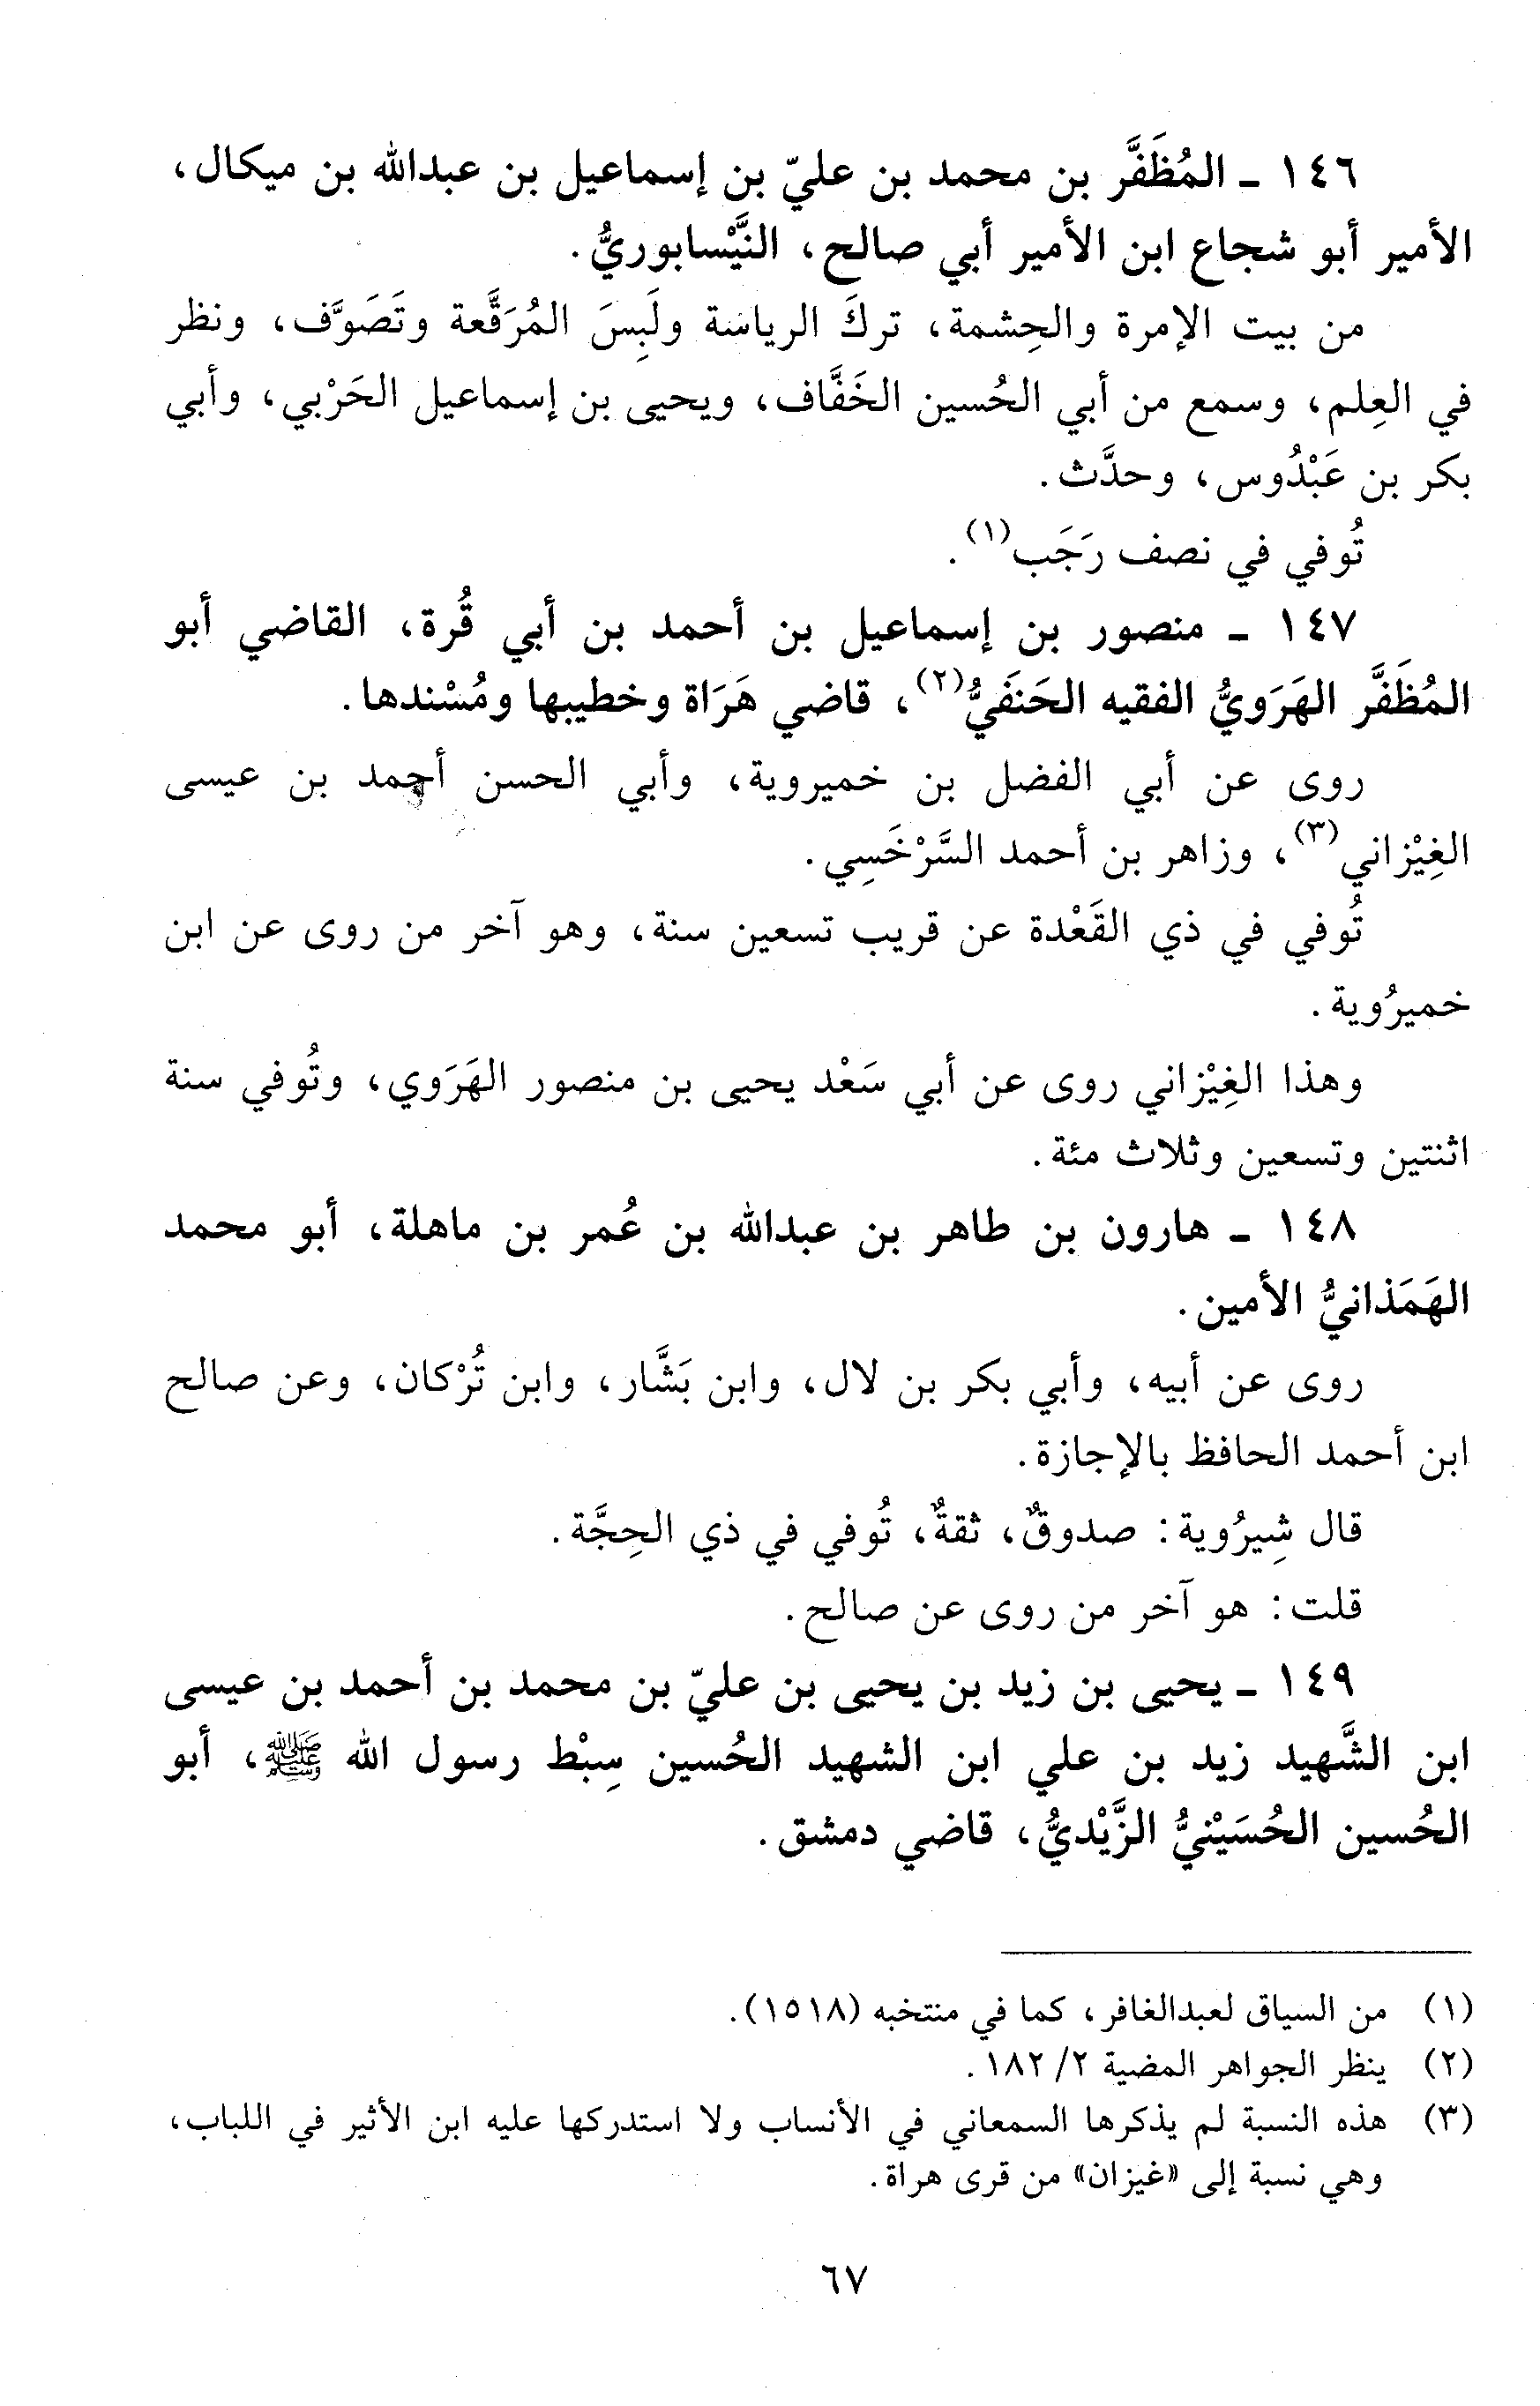 ١٤٦ - المُظَفَّر بن محمد بن عليّ بن إسماعيل بن عبدالله بن ميكال،
الأمير أبو شجاع ابن الأمير أبي صالح، النَّيْسابوريُّ.
من بيت الإمرة والحِشمة، تركَ الرياسة ولَبِسَ المُرَقَّعة وتَصَوَّف، ونظر
في العِلم، وسمع من أبي الحُسين الخَفَّاف، ويحيى بن إسماعيل الحَرْبي، وأبي
بكر بن عَبْدُوس، وحدَّث.
تُوفي في نصف رَجَب(١).
١٤٧ - منصور بن إسماعيل بن أحمد بن أبي قُرة، القاضي أبو
المُظَفَّر الهَرَويُّ الفقيه الحَنَفيُّ(٢)، قاضي هَرَاة وخطيبها ومُسْندها.
روى عن أبي الفضل بن خميروية، وأبي الحسن أحمد بن عيسى
الغِيْزاني(٣)، وزاهر بن أحمد السَّرْخَسِي.
تُوفي في ذي القَعْدة عن قريب تسعين سنة، وهو آخر من روى عن ابن
خميرُوية.
وهذا الغِيْزاني روى عن أبي سَعْد يحيى بن منصور الهَرَوي، وتُوفي سنة
اثنتين وتسعين وثلاث مئة.
١٤٨ - هارون بن طاهر بن عبدالله بن عُمر بن ماهلة، أبو محمد
الهَمَذانيُّ الأمين.
روى عن أبيه، وأبي بكر بن لال، وابن بَشَّار، وابن تُرْكان، وعن صالح
ابن أحمد الحافظ بالإجازة.
قال شِيرُوية: صدوقٌ، ثقةٌ، تُوفي في ذي الحِجَّة.
قلت: هو آخر من روى عن صالح.
١٤٩ - يحيى بن زيد بن يحيى بن عليّ بن محمد بن أحمد بن عيسى
ابن الشَّهيد زيد بن علي ابن الشهيد الحُسين سِبْط رسول الله ﷺ، أبو
الحُسين الحُسَيْنيُّ الزَّيْديُّ، قاضي دمشق.
(١) من السياق لعبدالغافر، كما في منتخبه (١٥١٨).
(٢) ينظر الجواهر المضية ٢/ ١٨٢.
(٣) هذه النسبة لم يذكرها السمعاني في الأنساب ولا استدركها عليه ابن الأثير في اللباب،
وهي نسبة إلى «غيزان» من قرى هراة.
٦٧